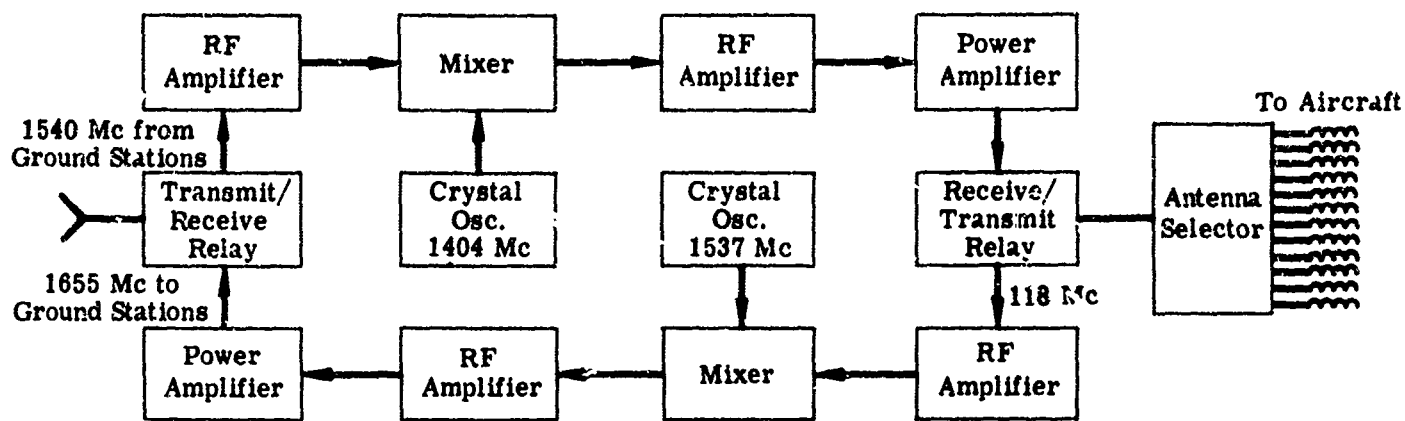 RF
Amplifier
Mixer
RF
Amplifier
Power
Amplifier
To Aircraft
1540 Mc from
Ground Stations
Transmit/
Receive
Relay
Crystal
Osc.
1404 Mc
Crystal
Osc.
1537 Mc
Receive/
Transmit
Relay
Antenna
Selector
1655 Mc to
Ground Stations
118 Mc
Power
Amplifier
RF
Amplifier
Mixer
RF
Amplifier